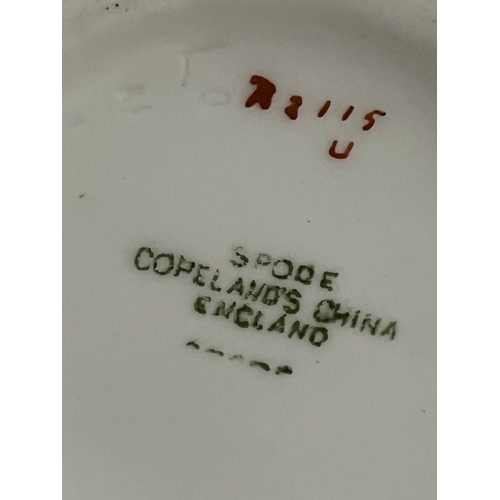 R2115
U
SPODE
COPELAND'S CHINA
ENGLAND